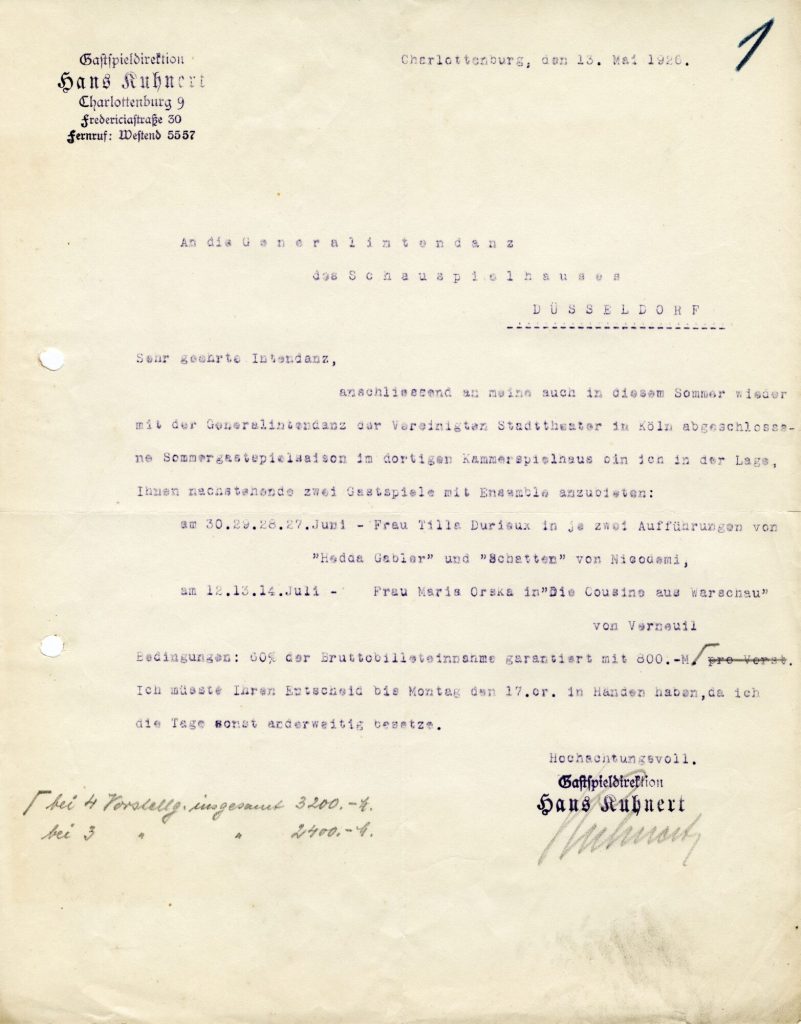 1
Gastspieldirektion
Hans Kuhnert
Charlottenburg 9
Fredericiastraße 30
Fernruf: Westend 5557
Charlottenburg, den 13. Mai 1926.
An die Generalintendanz
des Schauspielhauses
DÜSSELDORF
Sehr geehrte Intendanz,
anschliessend an meine auch in diesem Sommer wieder
mit der Generalintendanz der Vereinigten Stadttheater in Köln abgeschlosse-
ne Sommergastspielsaison im dortigen Kammerspielhaus bin ich in der Lage,
Ihnen nachstehende zwei Gastspiele mit Ensemble anzubieten:
am 30.29.28.27.Juni - Frau Tilla Durieux in je zwei Aufführungen von
"Hedda Gabler" und "Schatten" von Nicodemi,
am 12.13.14.Juli - Frau Maria Orska in"Die Cousine aus Warschau"
von Verneuil
Bedingungen: 60% der Bruttobilleteinnahme garantiert mit 800.-M. pro Vorst.
Ich müsste Ihren Entscheid bis Montag den 17.cr. in Händen haben,da ich
die Tage sonst anderweitig besetze.
Hochachtungsvoll.
Gastspieldirektion
Hans Kuhnert
Kuhnert
bei 4 Vorstellg. insgesamt 3200.-
bei 3 " " 2400.-